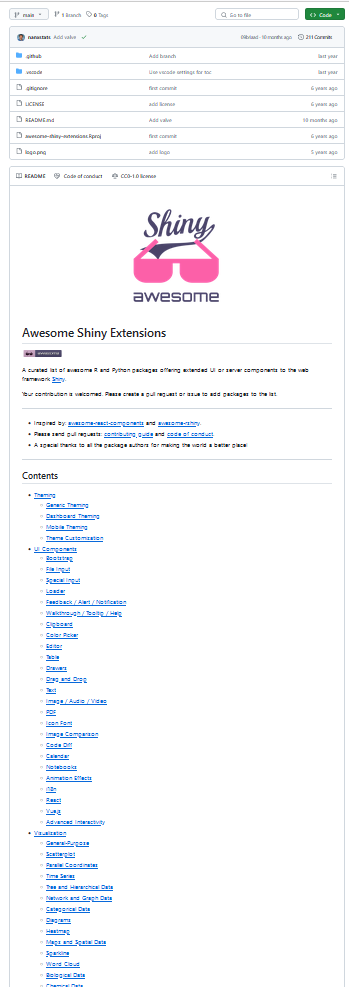 main
1 Branch
0 Tags
Go to file
Code
nanxstats Add valve
10 months ago
211 Commits
.github Add branch last year
.vscode Use vscode settings for toc last year
.gitignore first commit 6 years ago
LICENSE add license 6 years ago
README.md Add valve 10 months ago
awesome-shiny-extensions.Rproj first commit 6 years ago
logo.png add logo 5 years ago
README
Code of conduct
CC0-1.0 license
Shiny
awesome
Awesome Shiny Extensions
awesome
A curated list of awesome R and Python packages offering extended UI or server components to the web
framework Shiny.
Your contribution is welcomed. Please create a pull request or issue to add packages to the list.
Inspired by: awesome-react-components and awesome-rshiny.
Please send pull requests: contributing guide and code of conduct.
A special thanks to all the package authors for making the world a better place!
Contents
Theming
Generic Theming
Dashboard Theming
Mobile Theming
Theme Customization
UI Components
Bootstrap
File Input
Special Input
Loader
Feedback / Alert / Notification
Walkthrough / Tooltip / Help
Clipboard
Color Picker
Editor
Table
Drawers
Drag and Drop
Text
Image / Audio / Video
PDF
Icon Font
Image Comparison
Code Diff
Calendar
Notebooks
Animation Effects
i18n
React
Vuejs
Advanced Interactivity
Visualisation
General-Purpose
Scatterplot
Parallel Coordinates
Time Series
Tree and Hierarchical Data
Network and Graph Data
Categorical Data
Diagrams
Heatmap
Maps and Spatial Data
Sparkline
Word Cloud
Biological Data
Chemical Data